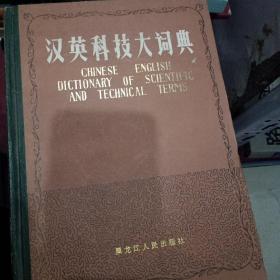 汉英科技大词典
CHINESE ENGLISH
DICTIONARY OF SCIENTIFIC
AND TECHNICAL TERMS
黑龙江人民出版社